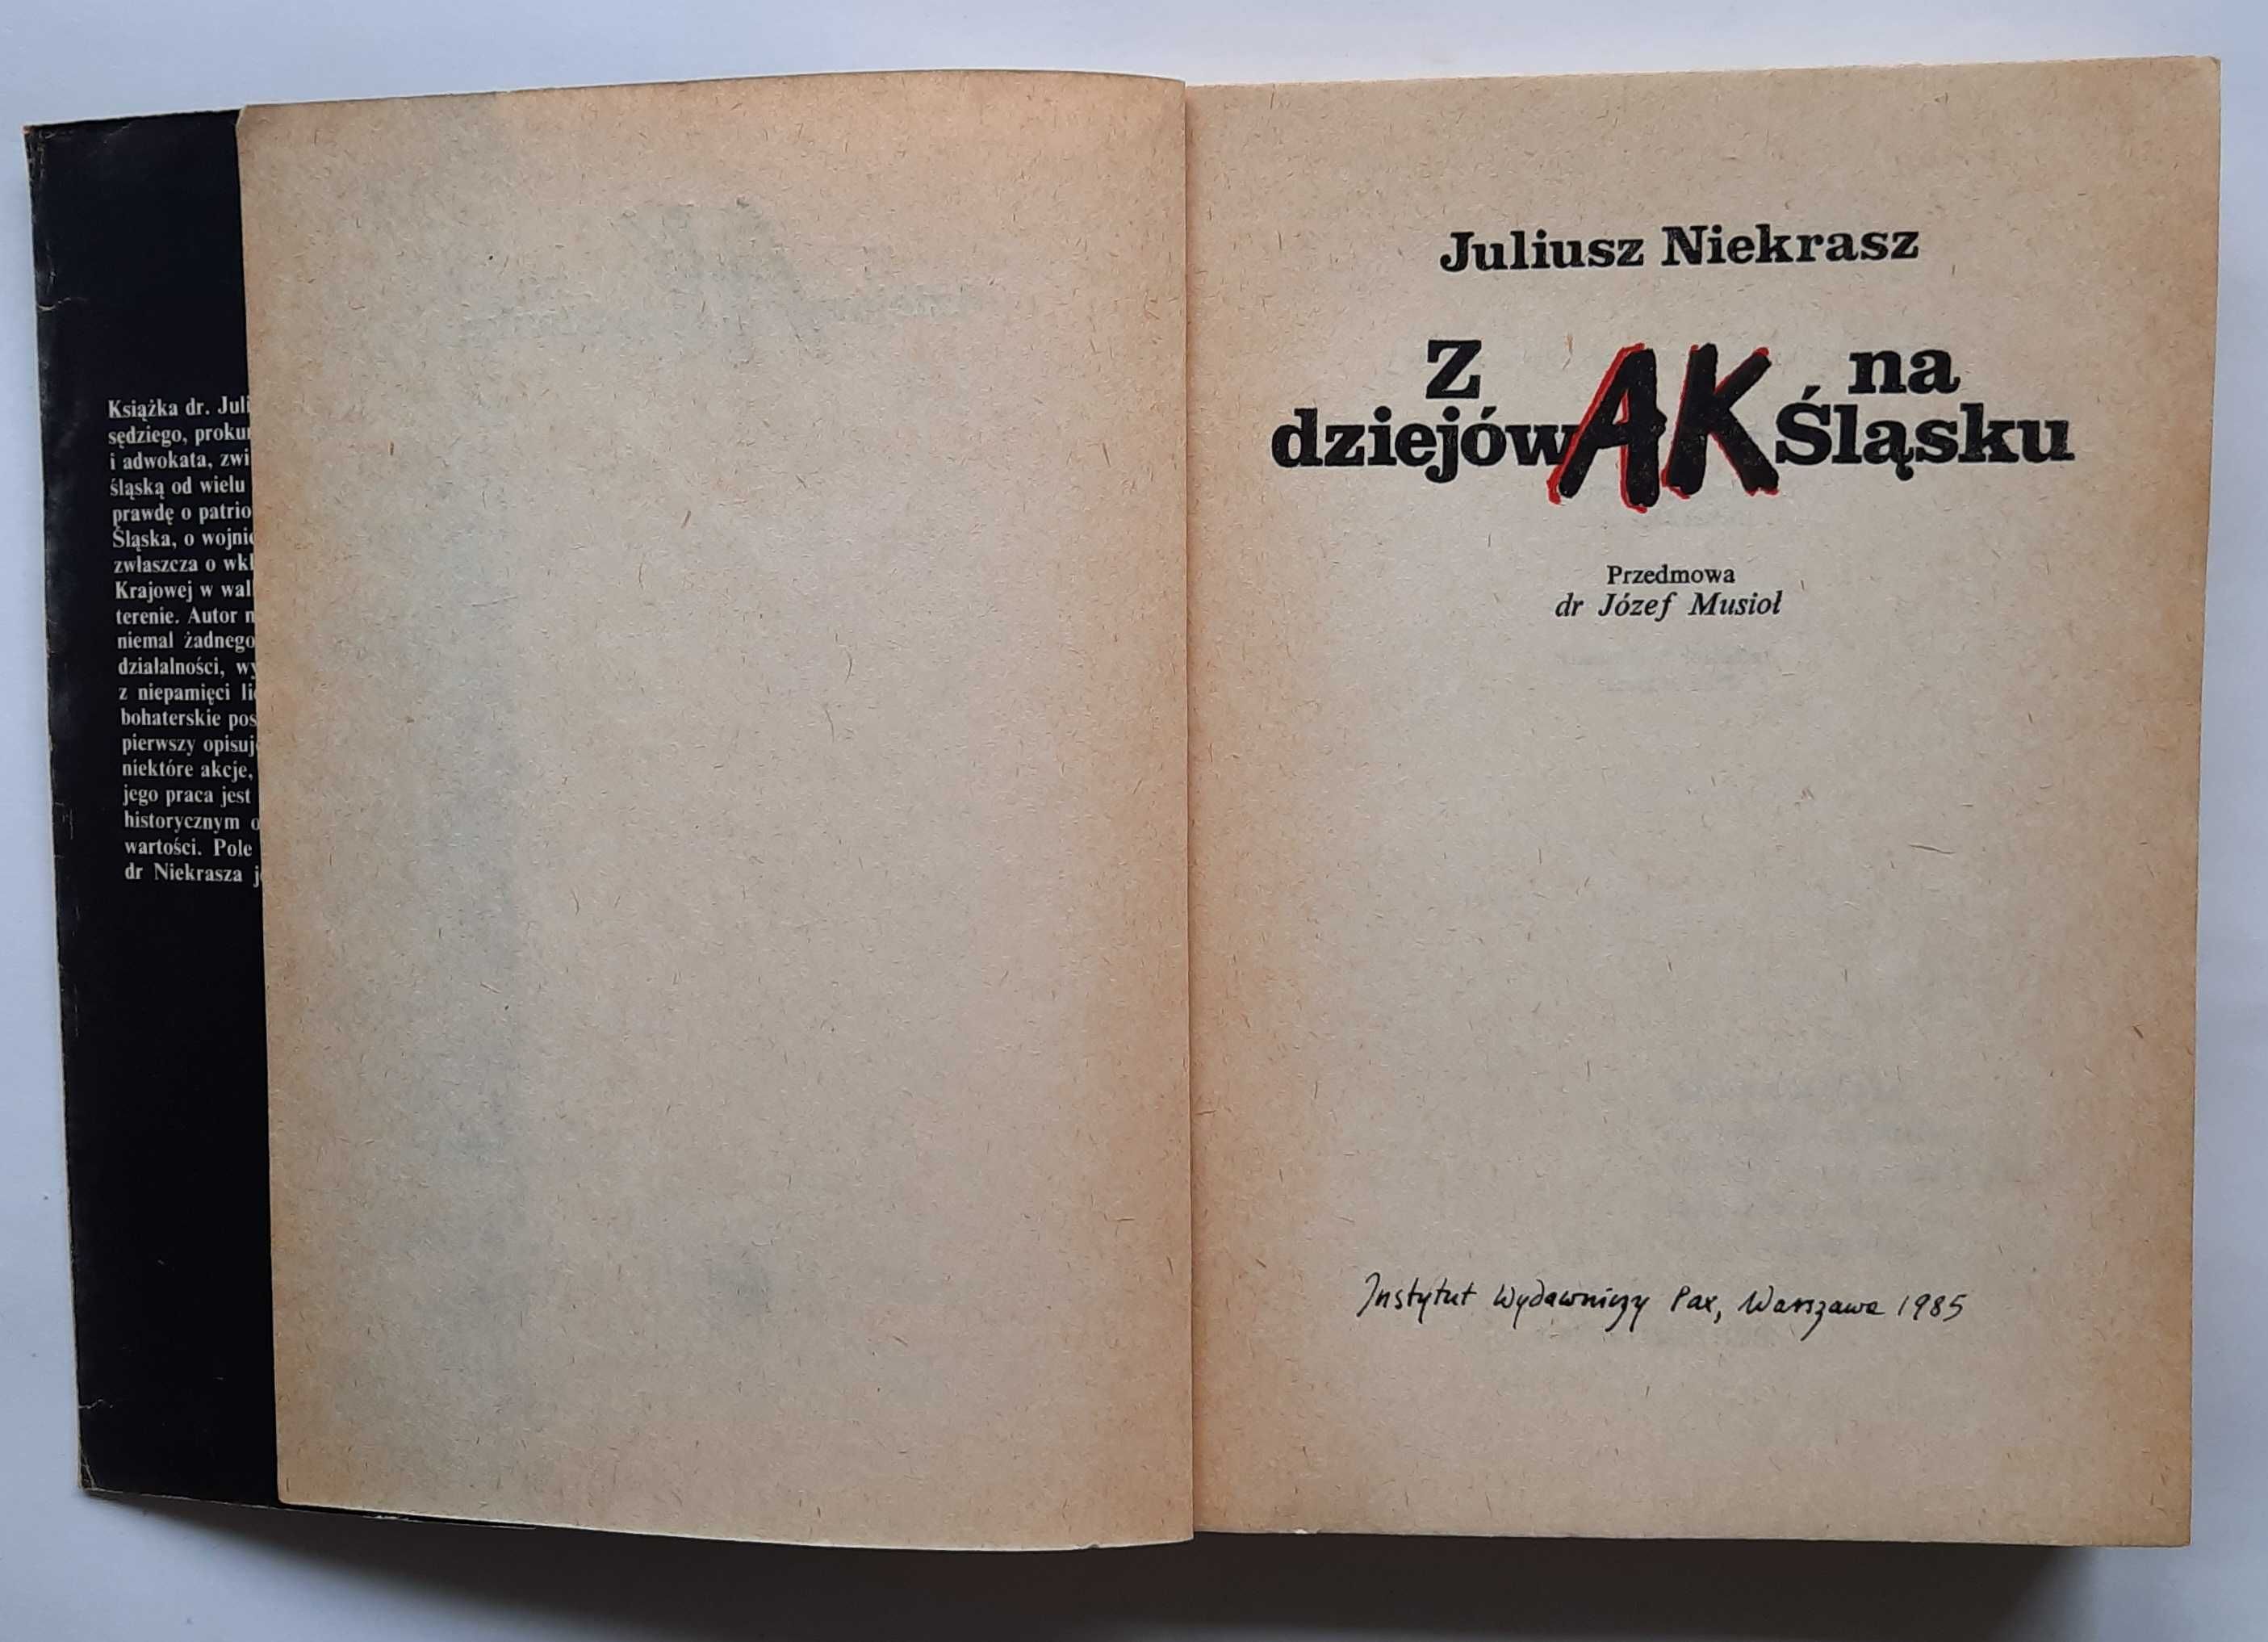 Książka dr. Juli
sędziego, prokur
i adwokata, zwi
śląską od wielu
prawdę o patrio
Śląska, o wojnie
zwłaszcza o wkł
Krajowej w wal
terenie. Autor n
niemal żadnego
działalności, wy
z niepamięci li
bohaterskie pos
pierwszy opisuj
niektóre akcje,
jego praca jest
historycznym o
wartości. Pole
dr Niekrasza j
Juliusz Niekrasz
Z dziejów AK na Śląsku
Przedmowa
dr Józef Musioł
Instytut Wydawniczy Pax, Warszawa 1985